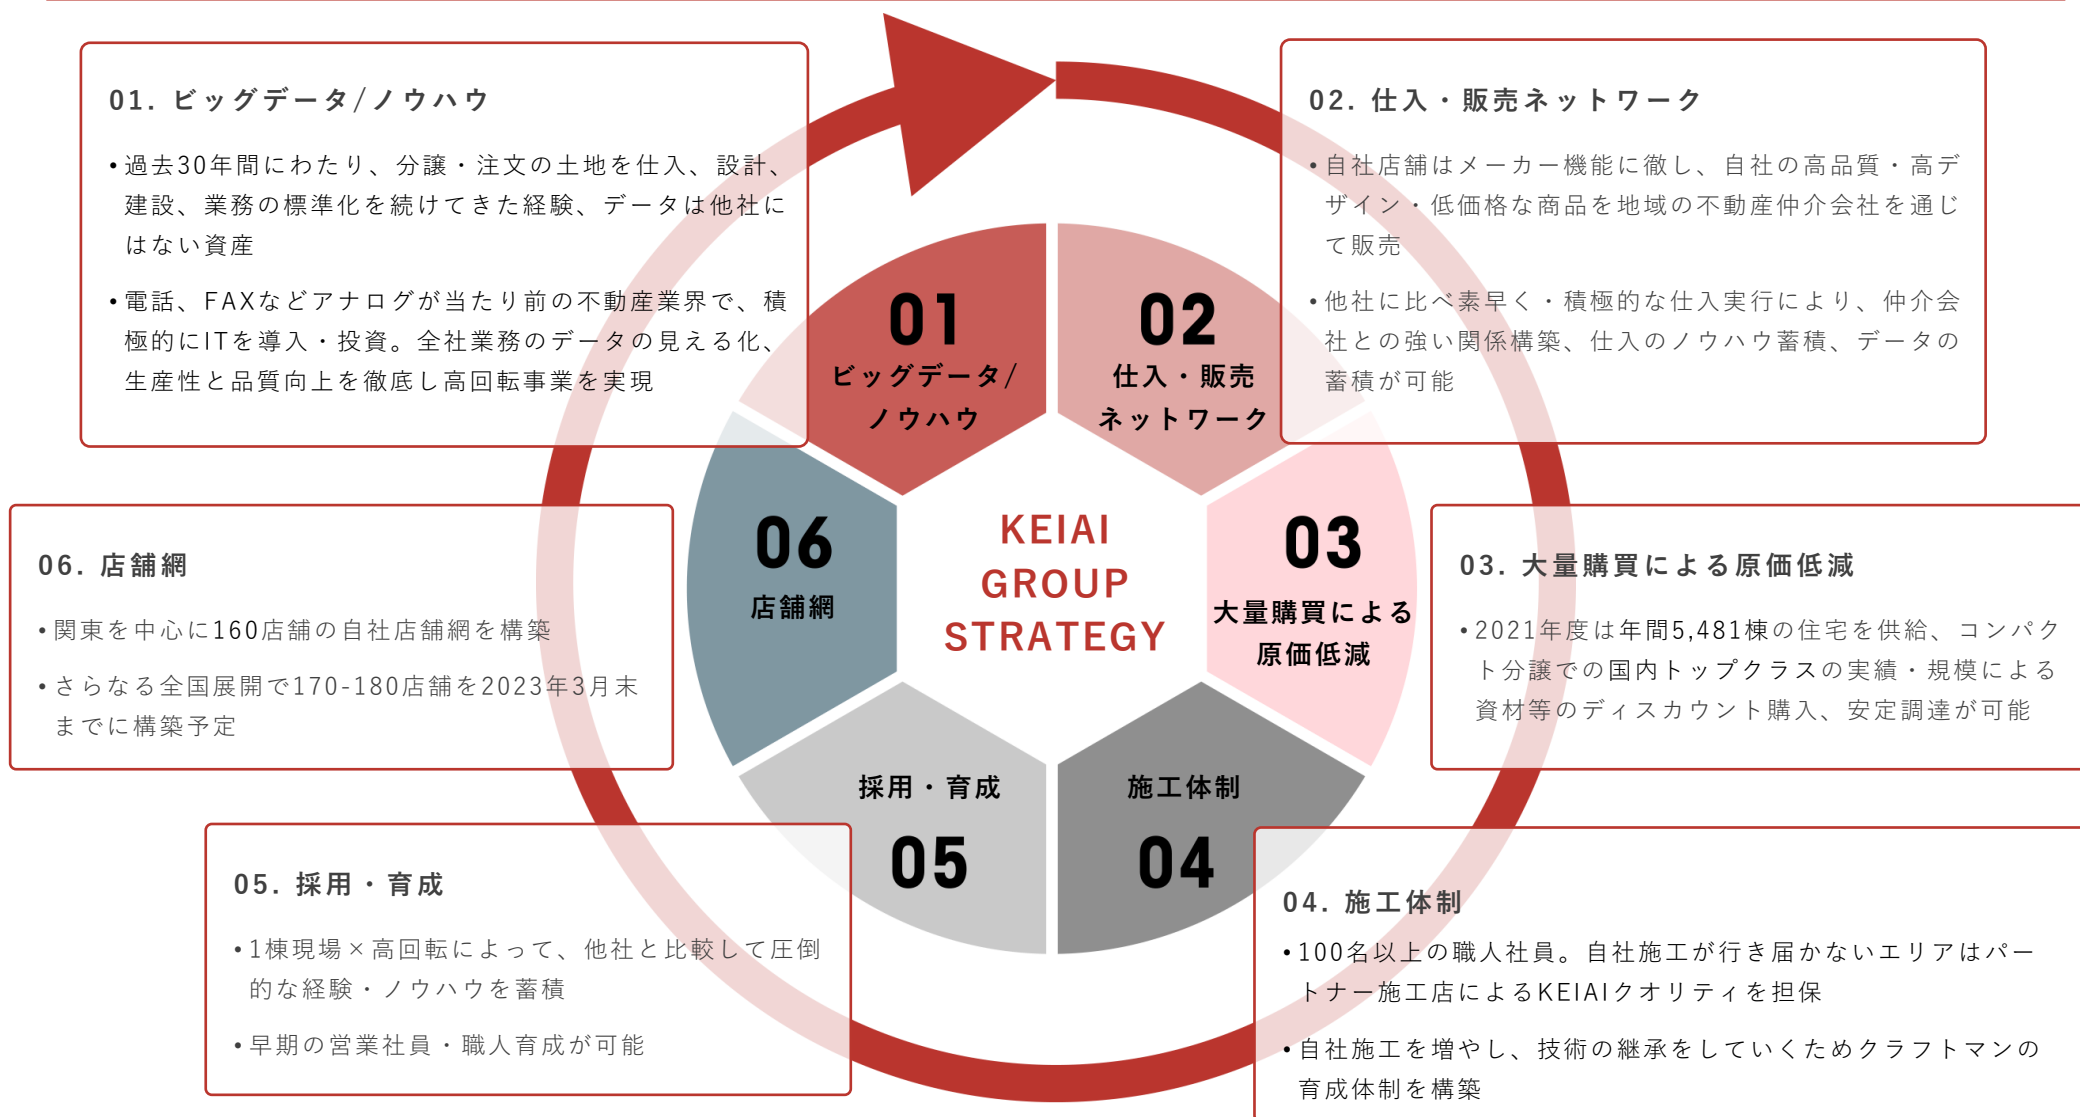 01. ビッグデータ/ノウハウ
•過去30年間にわたり、分譲・注文の土地を仕入、設計、
建設、業務の標準化を続けてきた経験、データは他社に
はない資産
•電話、FAXなどアナログが当たり前の不動産業界で、積
極的にITを導入・投資。全社業務のデータの見える化、
生産性と品質向上を徹底し高回転事業を実現
02. 仕入・販売ネットワーク
•自社店舗はメーカー機能に徹し、自社の高品質・高デ
ザイン・低価格な商品を地域の不動産仲介会社を通じ
て販売
•他社に比べ素早く・積極的な仕入実行により、仲介会
社との強い関係構築、仕入のノウハウ蓄積、データの
蓄積が可能
01
ビッグデータ/
ノウハウ
02
仕入・販売
ネットワーク
03
大量購買による
原価低減
施工体制
04
採用・育成
05
06
店舗網
KEIAI
GROUP
STRATEGY
03. 大量購買による原価低減
•2021年度は年間5,481棟の住宅を供給、コンパク
ト分譲での国内トップクラスの実績・規模による
資材等のディスカウント購入、安定調達が可能
04. 施工体制
•100名以上の職人社員。自社施工が行き届かないエリアはパー
トナー施工店によるKEIAIクオリティを担保
•自社施工を増やし、技術の継承をしていくためクラフトマンの
育成体制を構築
05. 採用・育成
•1棟現場×高回転によって、他社と比較して圧倒
的な経験・ノウハウを蓄積
•早期の営業社員・職人育成が可能
06. 店舗網
•関東を中心に160店舗の自社店舗網を構築
•さらなる全国展開で170-180店舗を2023年3月末
までに構築予定